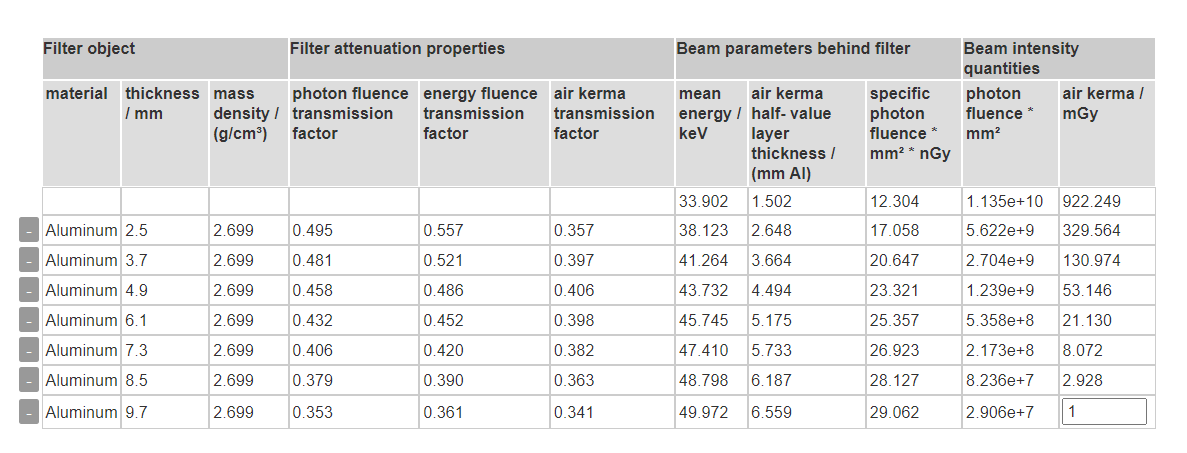 Filter object Filter attenuation properties Beam parameters behind filter Beam intensity
quantities
material thickness
/ mm mass
density /
(g/cm³) photon fluence
transmission
factor energy fluence
transmission
factor air kerma
transmission
factor mean
energy /
keV air kerma
half- value
layer
thickness /
(mm Al) specific
photon
fluence *
mm² * nGy photon
fluence *
mm² air kerma /
mGy
33.902 1.502 12.304 1.135e+10 922.249
- Aluminum 2.5 2.699 0.495 0.557 0.357 38.123 2.648 17.058 5.622e+9 329.564
- Aluminum 3.7 2.699 0.481 0.521 0.397 41.264 3.664 20.647 2.704e+9 130.974
- Aluminum 4.9 2.699 0.458 0.486 0.406 43.732 4.494 23.321 1.239e+9 53.146
- Aluminum 6.1 2.699 0.432 0.452 0.398 45.745 5.175 25.357 5.358e+8 21.130
- Aluminum 7.3 2.699 0.406 0.420 0.382 47.410 5.733 26.923 2.173e+8 8.072
- Aluminum 8.5 2.699 0.379 0.390 0.363 48.798 6.187 28.127 8.236e+7 2.928
- Aluminum 9.7 2.699 0.353 0.361 0.341 49.972 6.559 29.062 2.906e+7 1